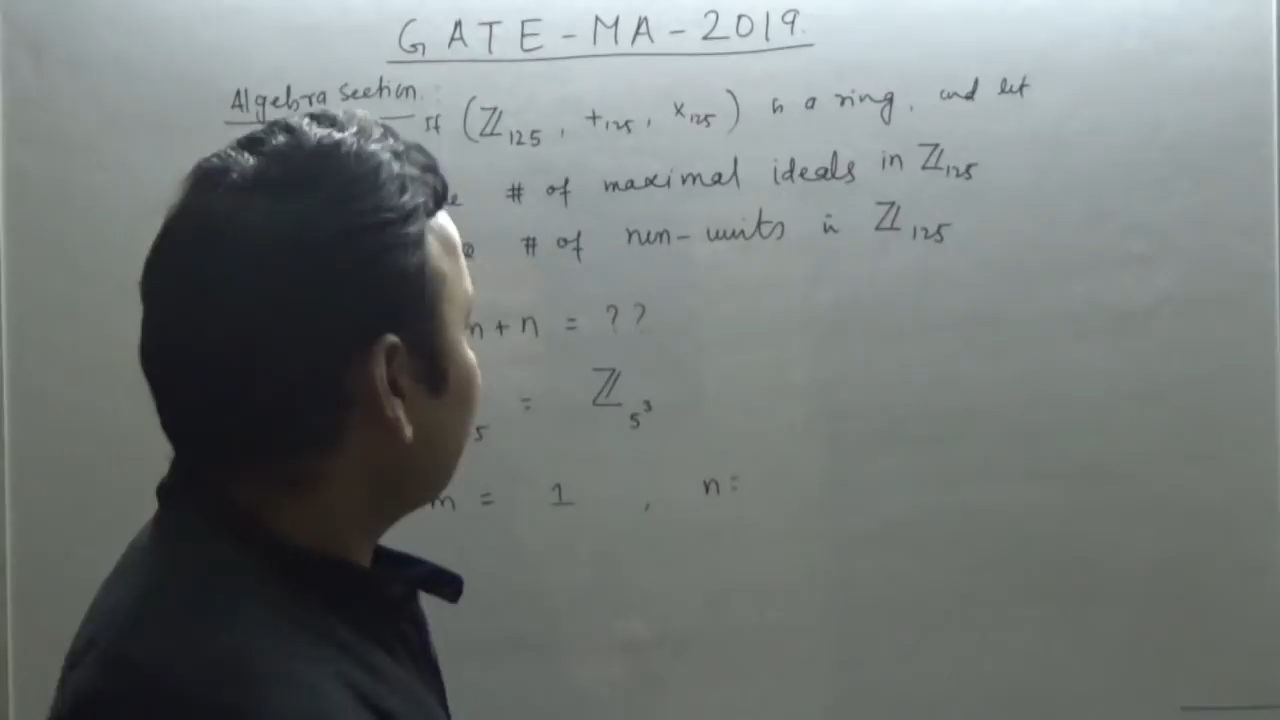 GATE-MA-2019.
Algebra section:
If (ℤ₁₂₅, +₁₂₅, ×₁₂₅) is a ring, and let
# of maximal ideals in ℤ₁₂₅
# of non-units in ℤ₁₂₅
+ n = ??
5 = ℤ₅³
m = 1 , n =